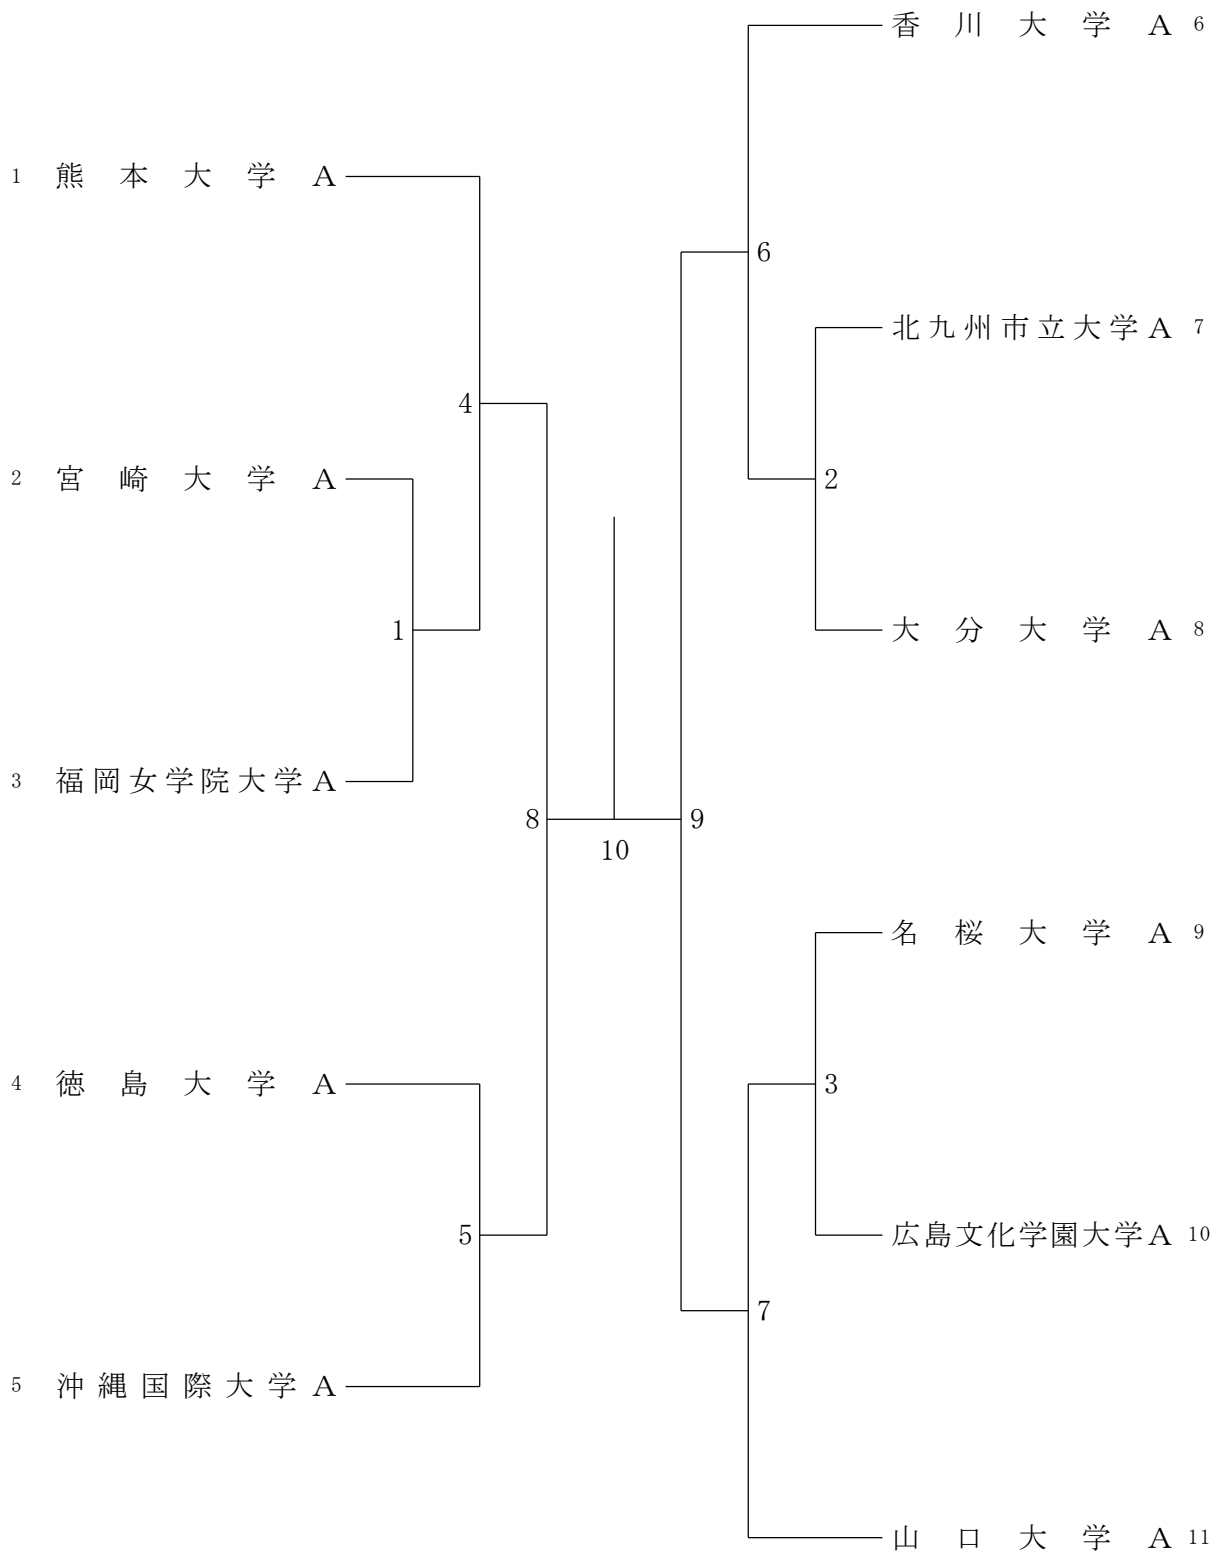 香川大学A 6
1 熊本大学A
6
北九州市立大学A 7
4
2 宮崎大学A
2
1
大分大学A 8
3 福岡女学院大学A
8
9
10
名桜大学A 9
4 徳島大学A
3
5
広島文化学園大学A 10
7
5 沖縄国際大学A
山口大学A 11